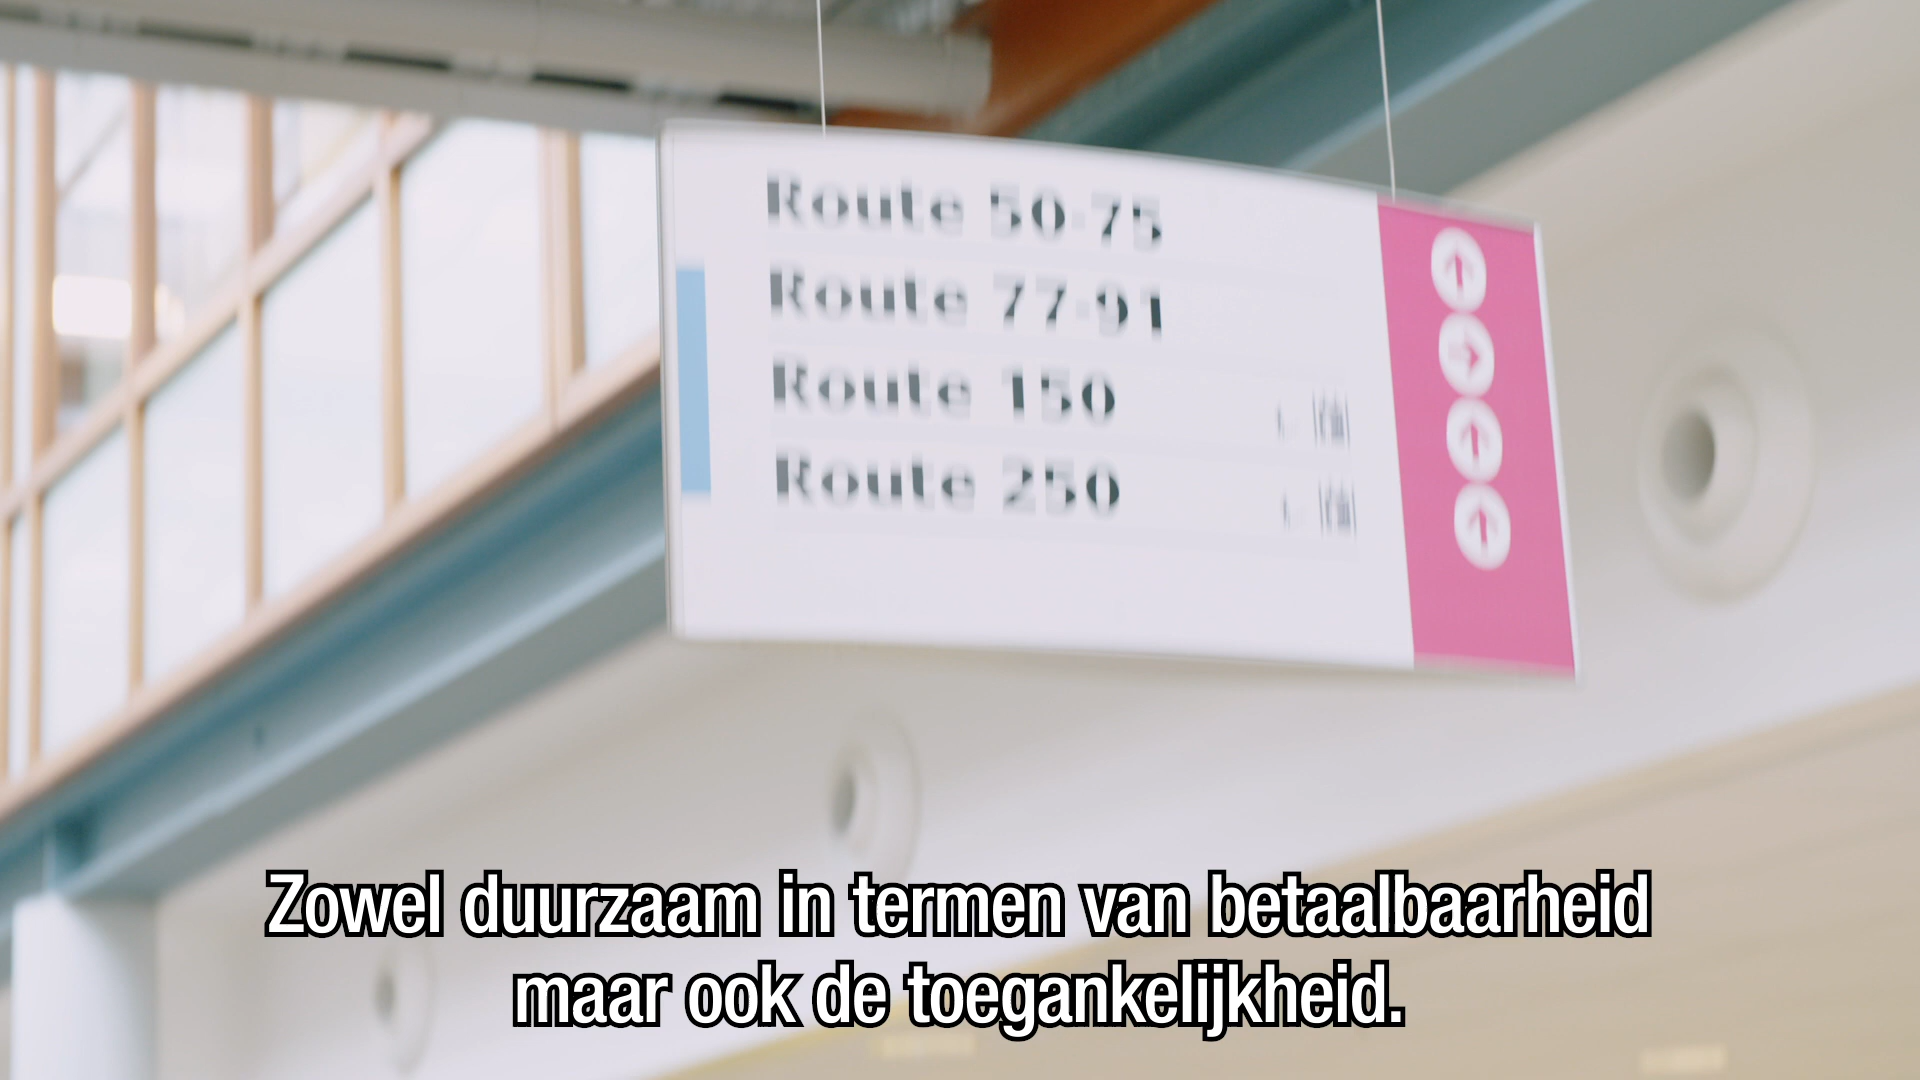 Route 50-75
Route 77-91
Route 150
Route 250
Zowel duurzaam in termen van betaalbaarheid
maar ook de toegankelijkheid.